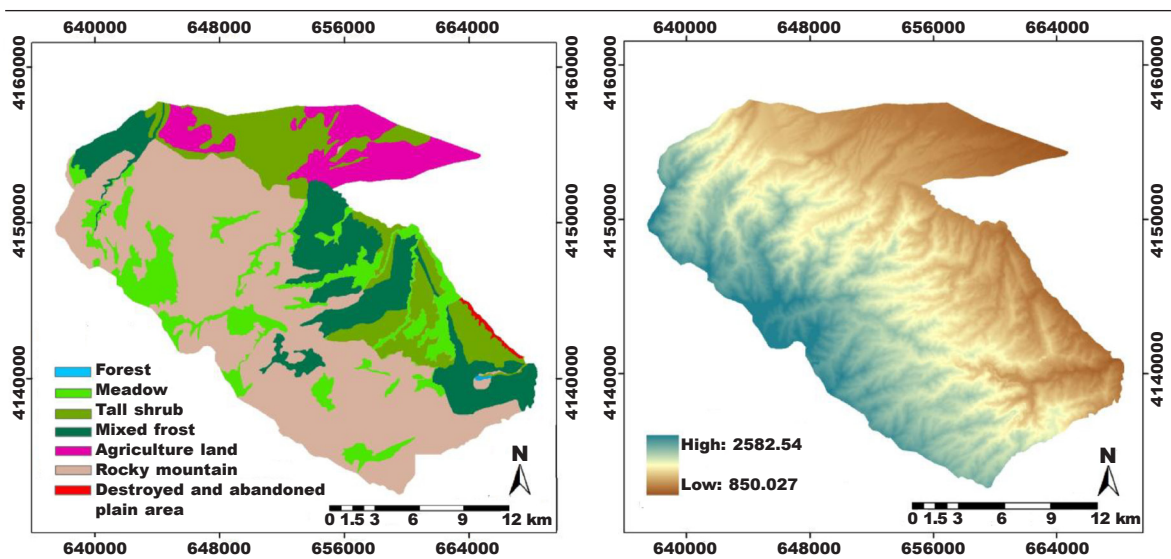 640000 648000 656000 664000
4160000
4150000
4140000
4160000
4150000
4140000
Forest
Meadow
Tall shrub
Mixed frost
Agriculture land
Rocky mountain
Destroyed and abandoned
plain area
N
0 1.5 3 6 9 12 km
640000 648000 656000 664000
640000 648000 656000 664000
4160000
4150000
4140000
4160000
4150000
4140000
High: 2582.54
Low: 850.027
N
0 1.5 3 6 9 12 km
640000 648000 656000 664000